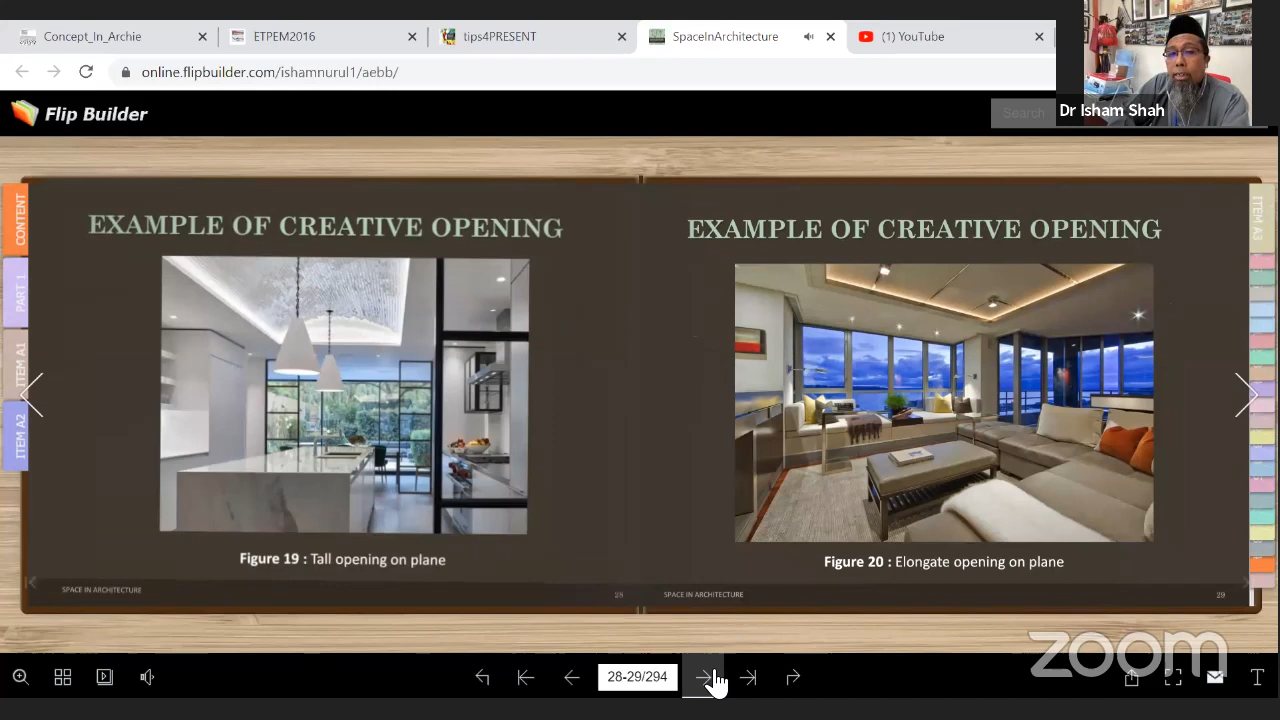 Concept_In_Archie
ETPEM2016
tips4PRESENT
SpaceInArchitecture
(1) YouTube
online.flipbuilder.com/ishamnurul1/aebb/
Flip Builder
Search
Dr Isham Shah
CONTENT
PART 1
ITEM A1
ITEM A2
ITEM A3
EXAMPLE OF CREATIVE OPENING
Figure 19 : Tall opening on plane
SPACE IN ARCHITECTURE
28
EXAMPLE OF CREATIVE OPENING
Figure 20 : Elongate opening on plane
SPACE IN ARCHITECTURE
29
zoom
28-29/294